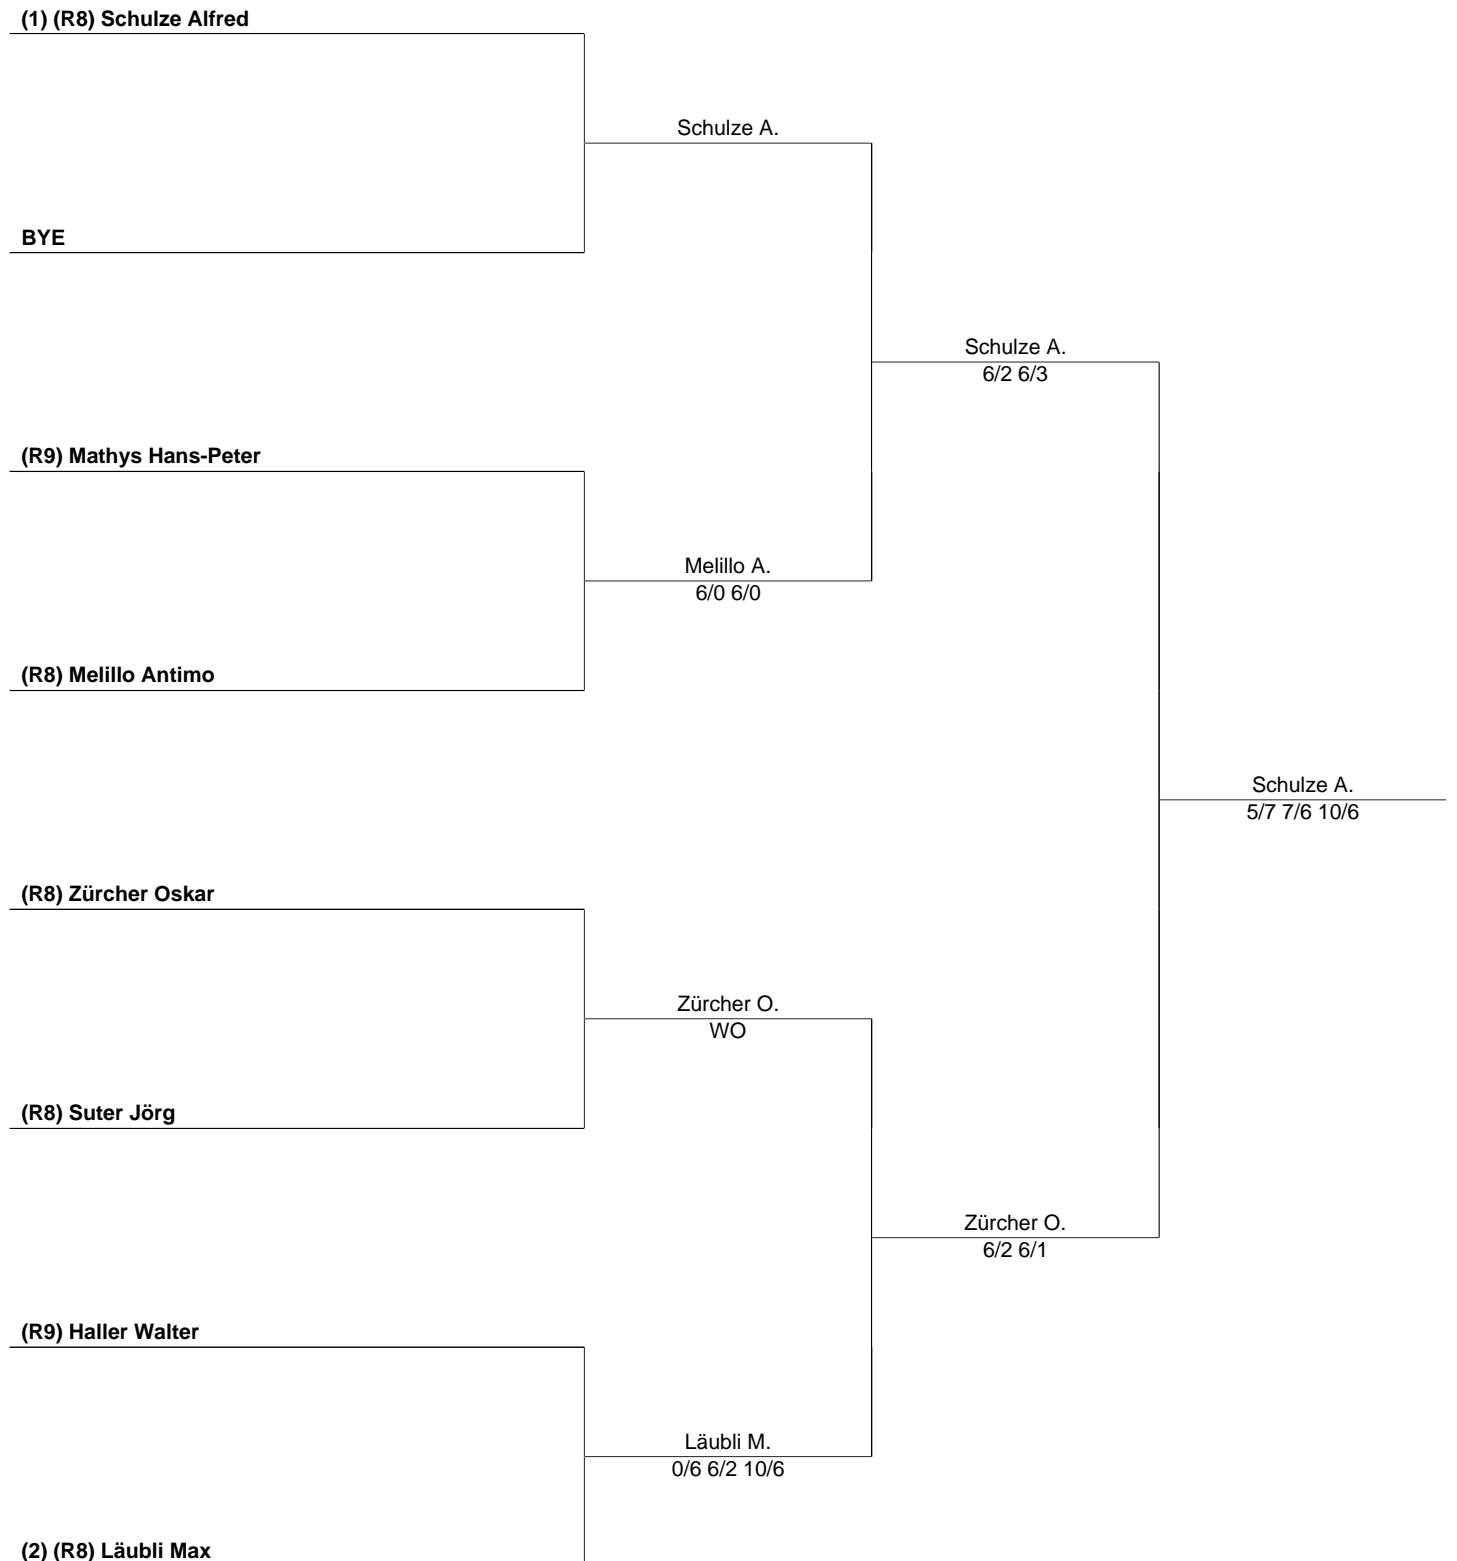 (1) (R8) Schulze Alfred
Schulze A.
BYE
Schulze A.
6/2 6/3
(R9) Mathys Hans-Peter
Melillo A.
6/0 6/0
(R8) Melillo Antimo
Schulze A.
5/7 7/6 10/6
(R8) Zürcher Oskar
Zürcher O.
WO
(R8) Suter Jörg
Zürcher O.
6/2 6/1
(R9) Haller Walter
Läubli M.
0/6 6/2 10/6
(2) (R8) Läubli Max